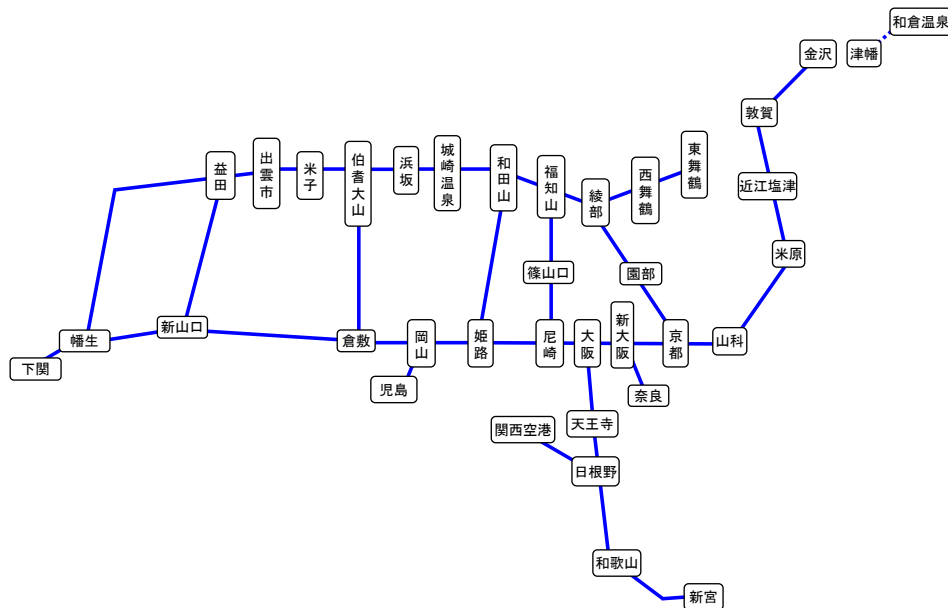 和倉温泉
金沢
津幡
敦賀
近江塩津
米原
東舞鶴
西舞鶴
綾部
福知山
和田山
城崎温泉
浜坂
伯耆大山
米子
出雲市
益田
篠山口
園部
新山口
幡生
下関
倉敷
岡山
児島
姫路
尼崎
大阪
新大阪
京都
山科
奈良
天王寺
関西空港
日根野
和歌山
新宮